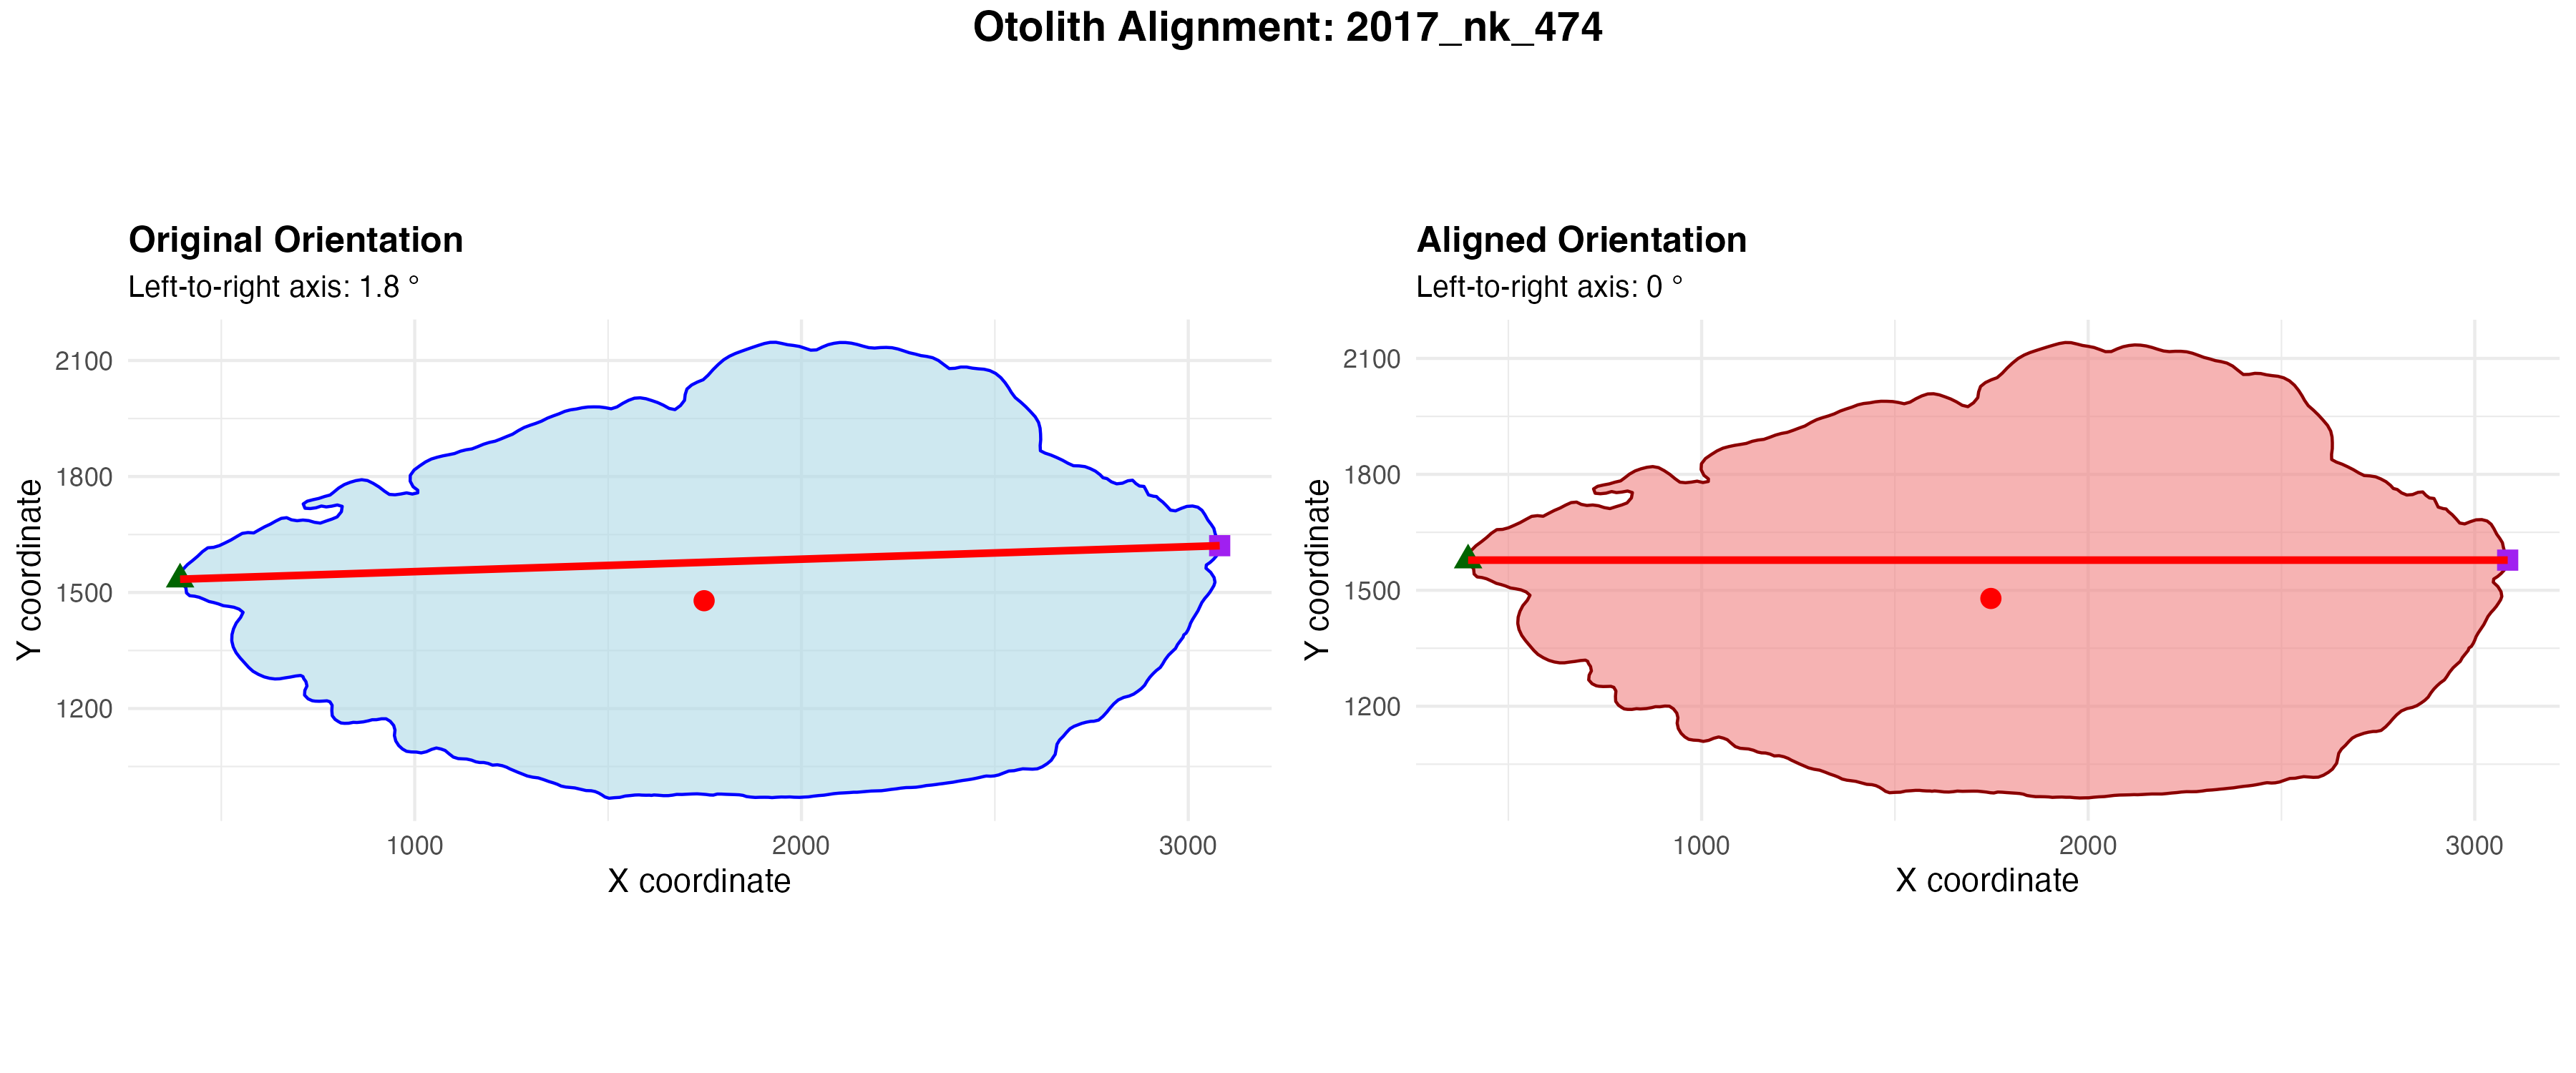 Otolith Alignment: 2017_nk_474
Original Orientation
Left-to-right axis: 1.8 °
2100
1800
1500
1200
Y coordinate
1000
2000
3000
X coordinate
Aligned Orientation
Left-to-right axis: 0 °
2100
1800
1500
1200
Y coordinate
1000
2000
3000
X coordinate